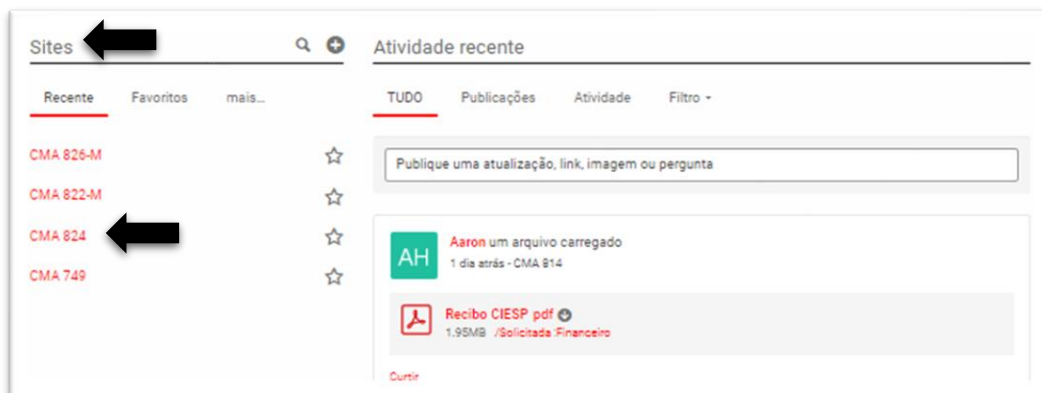 Sites
Recente Favoritos mais...
CMA 826-M
CMA 822-M
CMA 824
CMA 749
Atividade recente
TUDO Publicações Atividade Filtro
Publique uma atualização, link, imagem ou pergunta
AH
Aaron um arquivo carregado
1 dia atrás - CMA 814
Recibo CIESP pdf
1.95MB /Solicitada :Financeiro
Curtir